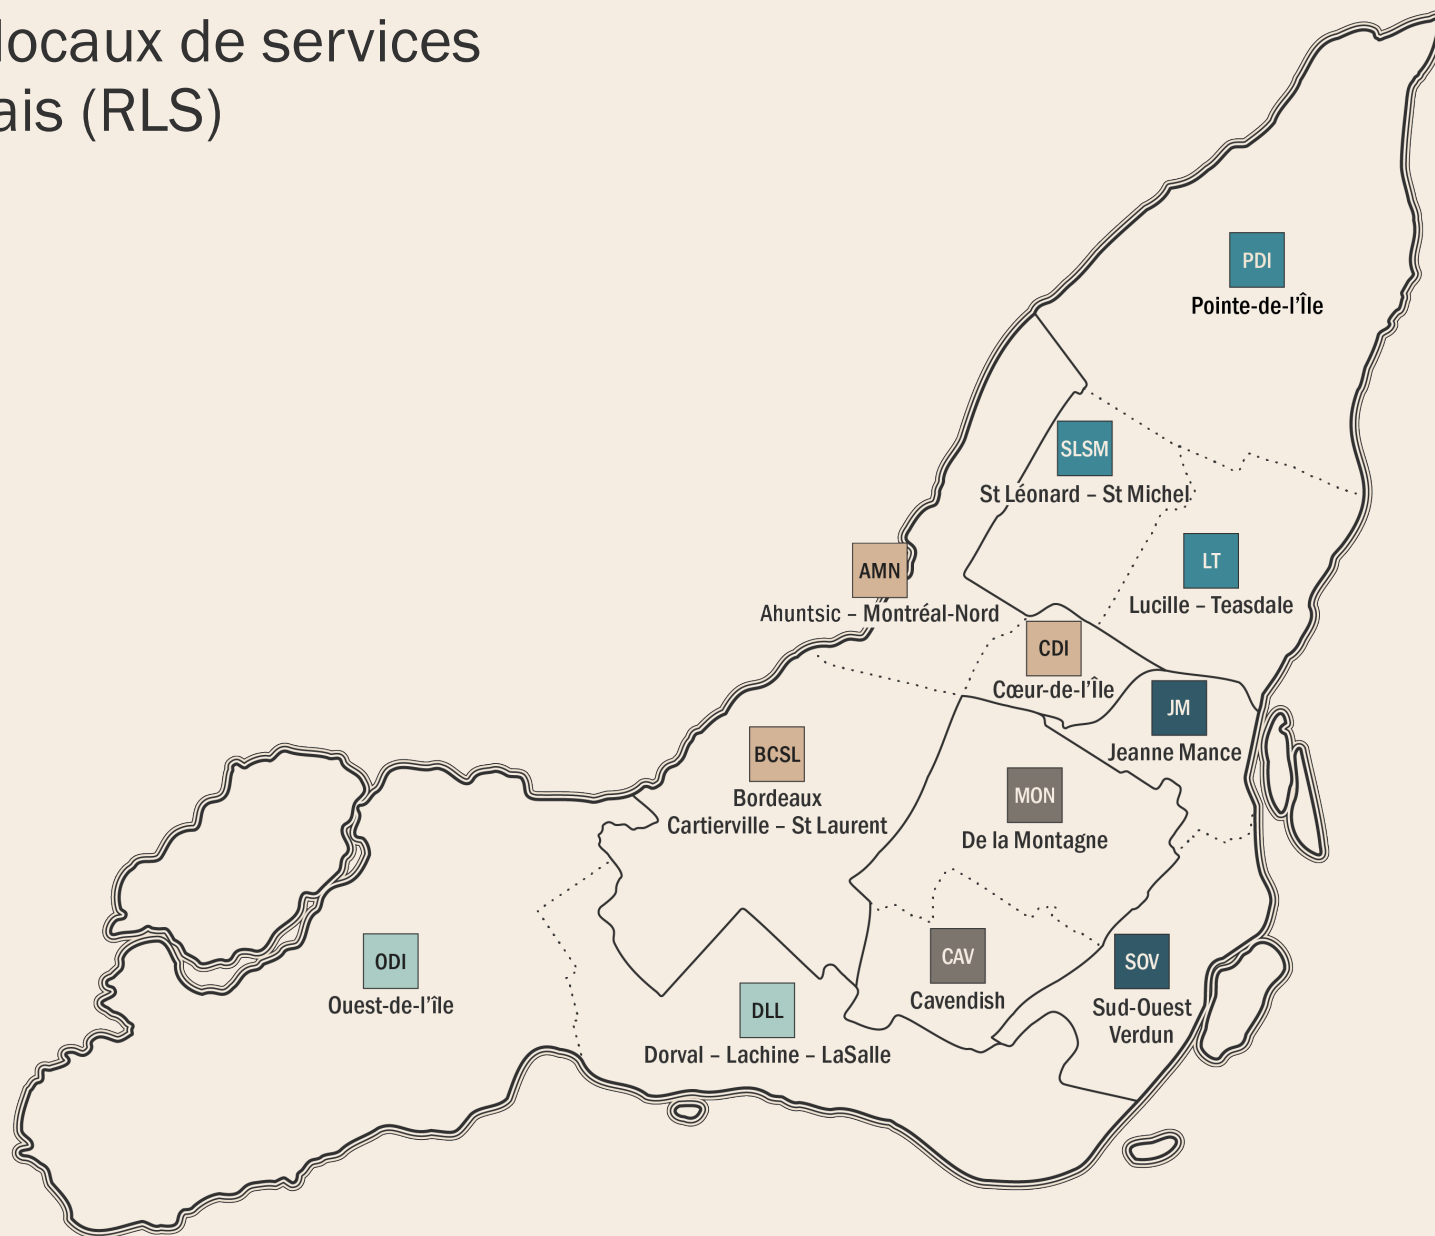 locaux de services
ais (RLS)
PDI
Pointe-de-l'Île
SLSM
St Léonard – St Michel
LT
Lucille – Teasdale
AMN
Ahuntsic – Montréal-Nord
CDI
Cœur-de-l'Île
JM
Jeanne Mance
BCSL
Bordeaux
Cartierville – St Laurent
MON
De la Montagne
ODI
Ouest-de-l'île
DLL
Dorval – Lachine – LaSalle
CAV
Cavendish
SOV
Sud-Ouest
Verdun